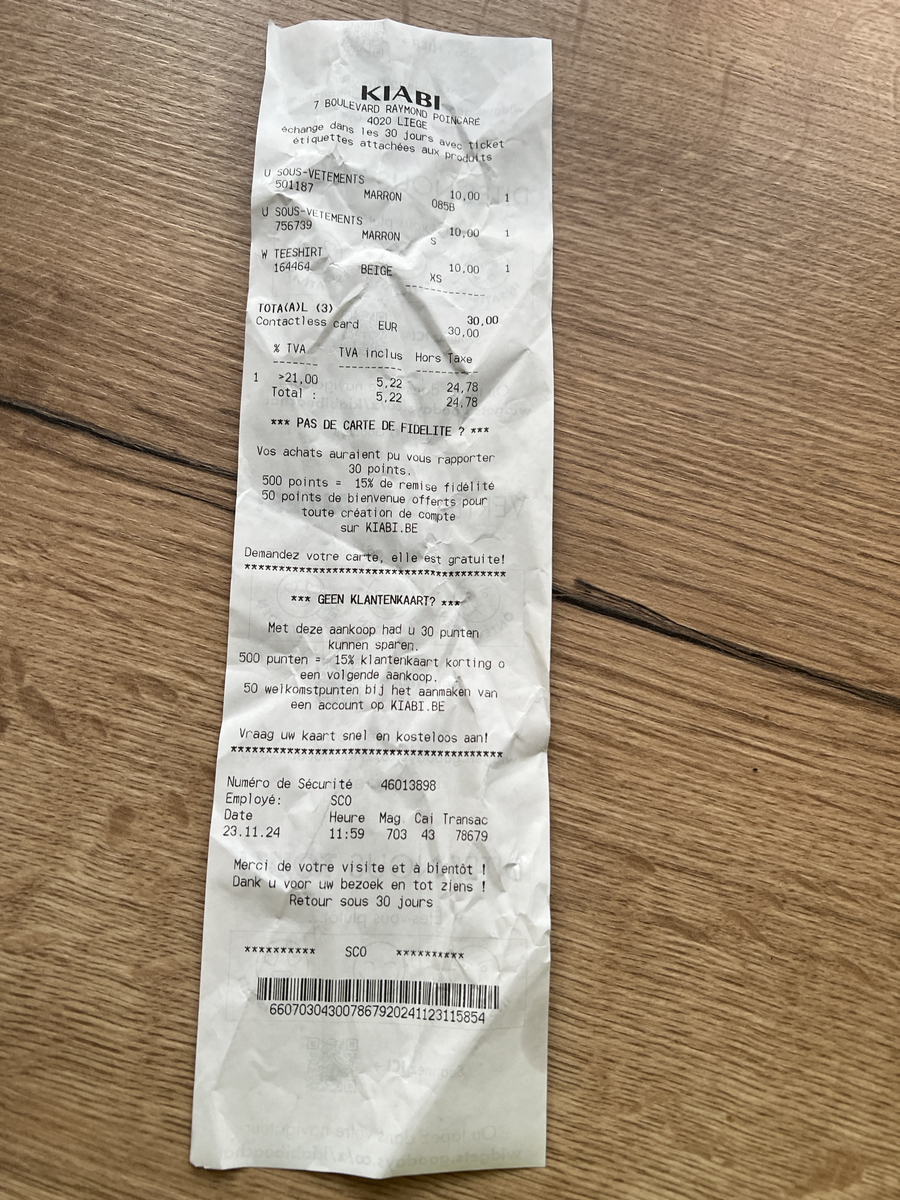 KIABI
7 BOULEVARD RAYMOND POINCARÉ
4020 LIEGE
échange dans les 30 jours avec ticket
étiquettes attachées aux produits
U SOUS-VETEMENTS
501187 MARRON 10,00 1
085B
U SOUS-VETEMENTS
756739 MARRON S 10,00 1
W TEESHIRT
164464 BEIGE XS 10,00 1
--------------
TOTA(A)L (3) 30,00
Contactless card EUR 30,00
% TVA TVA inclus Hors Taxe
------- ---------- -----------
1 >21,00 5,22 24,78
Total : 5,22 24,78
*** PAS DE CARTE DE FIDELITE ? ***
Vos achats auraient pu vous rapporter
30 points.
500 points = 15% de remise fidélité
50 points de bienvenue offerts pour
toute création de compte
sur KIABI.BE
Demandez votre carte, elle est gratuite!
****************************************
*** GEEN KLANTENKAART? ***
Met deze aankoop had u 30 punten
kunnen sparen.
500 punten = 15% klantenkaart korting o
een volgende aankoop.
50 welkomstpunten bij het aanmaken van
een account op KIABI.BE
Vraag uw kaart snel en kosteloos aan!
****************************************
Numéro de Sécurité 46013898
Employé: SCO
Date Heure Mag Cai Transac
23.11.24 11:59 703 43 78679
Merci de votre visite et à bientôt !
Dank u voor uw bezoek en tot ziens !
Retour sous 30 jours
********** SCO **********
660703043007867920241123115854